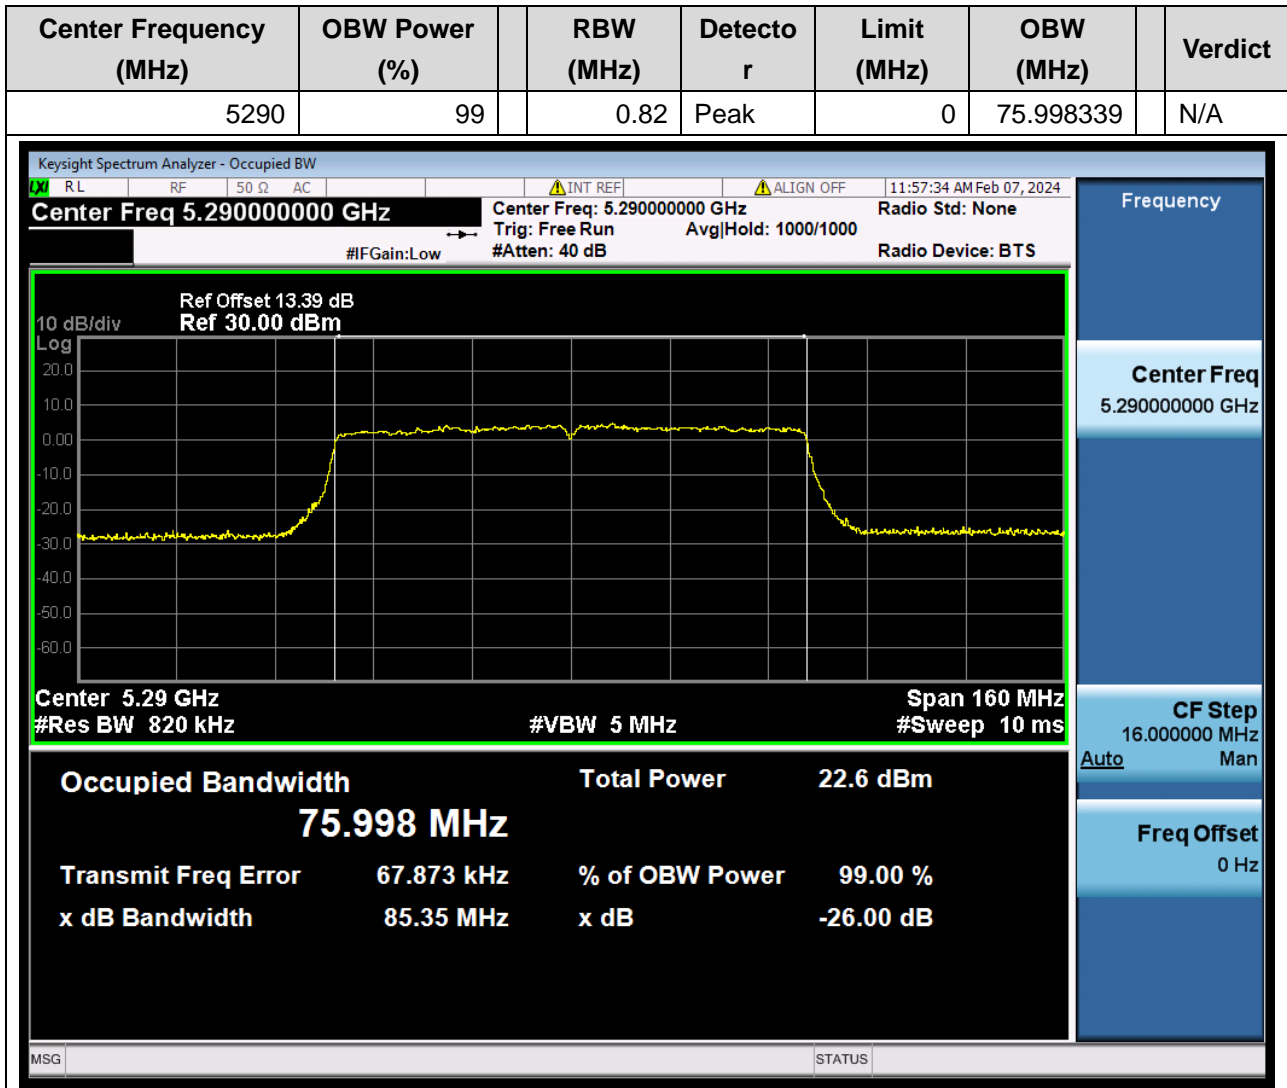 Center Frequency (MHz) OBW Power (%) RBW (MHz) Detecto r Limit (MHz) OBW (MHz) Verdict
5290 99 0.82 Peak 0 75.998339 N/A
Keysight Spectrum Analyzer - Occupied BW
LXI RL RF 50 Ω AC INT REF ALIGN OFF 11:57:34 AM Feb 07, 2024
Center Freq 5.290000000 GHz
Center Freq: 5.290000000 GHz
Radio Std: None
Trig: Free Run Avg|Hold: 1000/1000
#IFGain:Low
#Atten: 40 dB
Radio Device: BTS
Ref Offset 13.39 dB
10 dB/div Ref 30.00 dBm
Log
20.0
10.0
0.00
-10.0
-20.0
-30.0
-40.0
-50.0
-60.0
Center 5.29 GHz Span 160 MHz
#Res BW 820 kHz #VBW 5 MHz #Sweep 10 ms
Occupied Bandwidth Total Power 22.6 dBm
75.998 MHz
Transmit Freq Error 67.873 kHz % of OBW Power 99.00 %
x dB Bandwidth 85.35 MHz x dB -26.00 dB
MSG STATUS
Frequency
Center Freq
5.290000000 GHz
CF Step
16.000000 MHz
Auto Man
Freq Offset
0 Hz